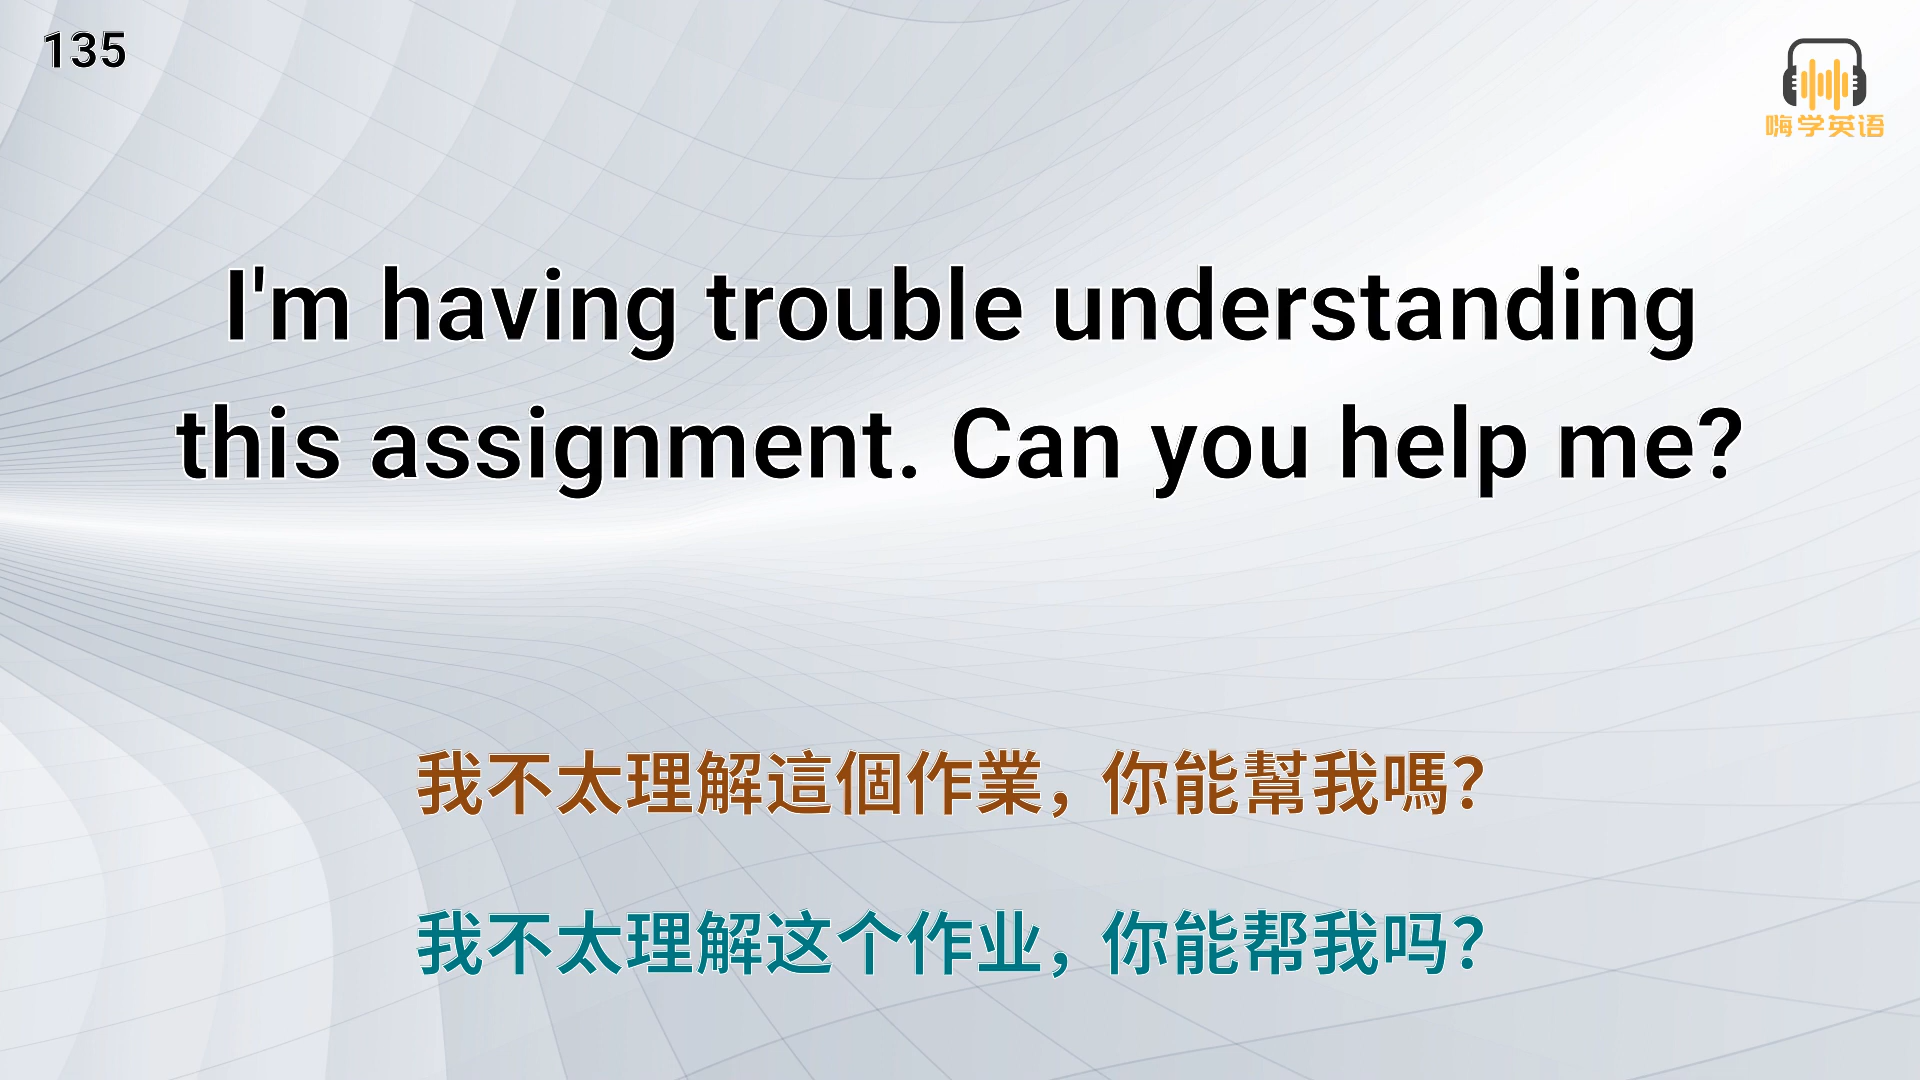 135
嗨学英语
I'm having trouble understanding
this assignment. Can you help me?
我不太理解這個作業，你能幫我嗎？
我不太理解这个作业，你能帮我吗？